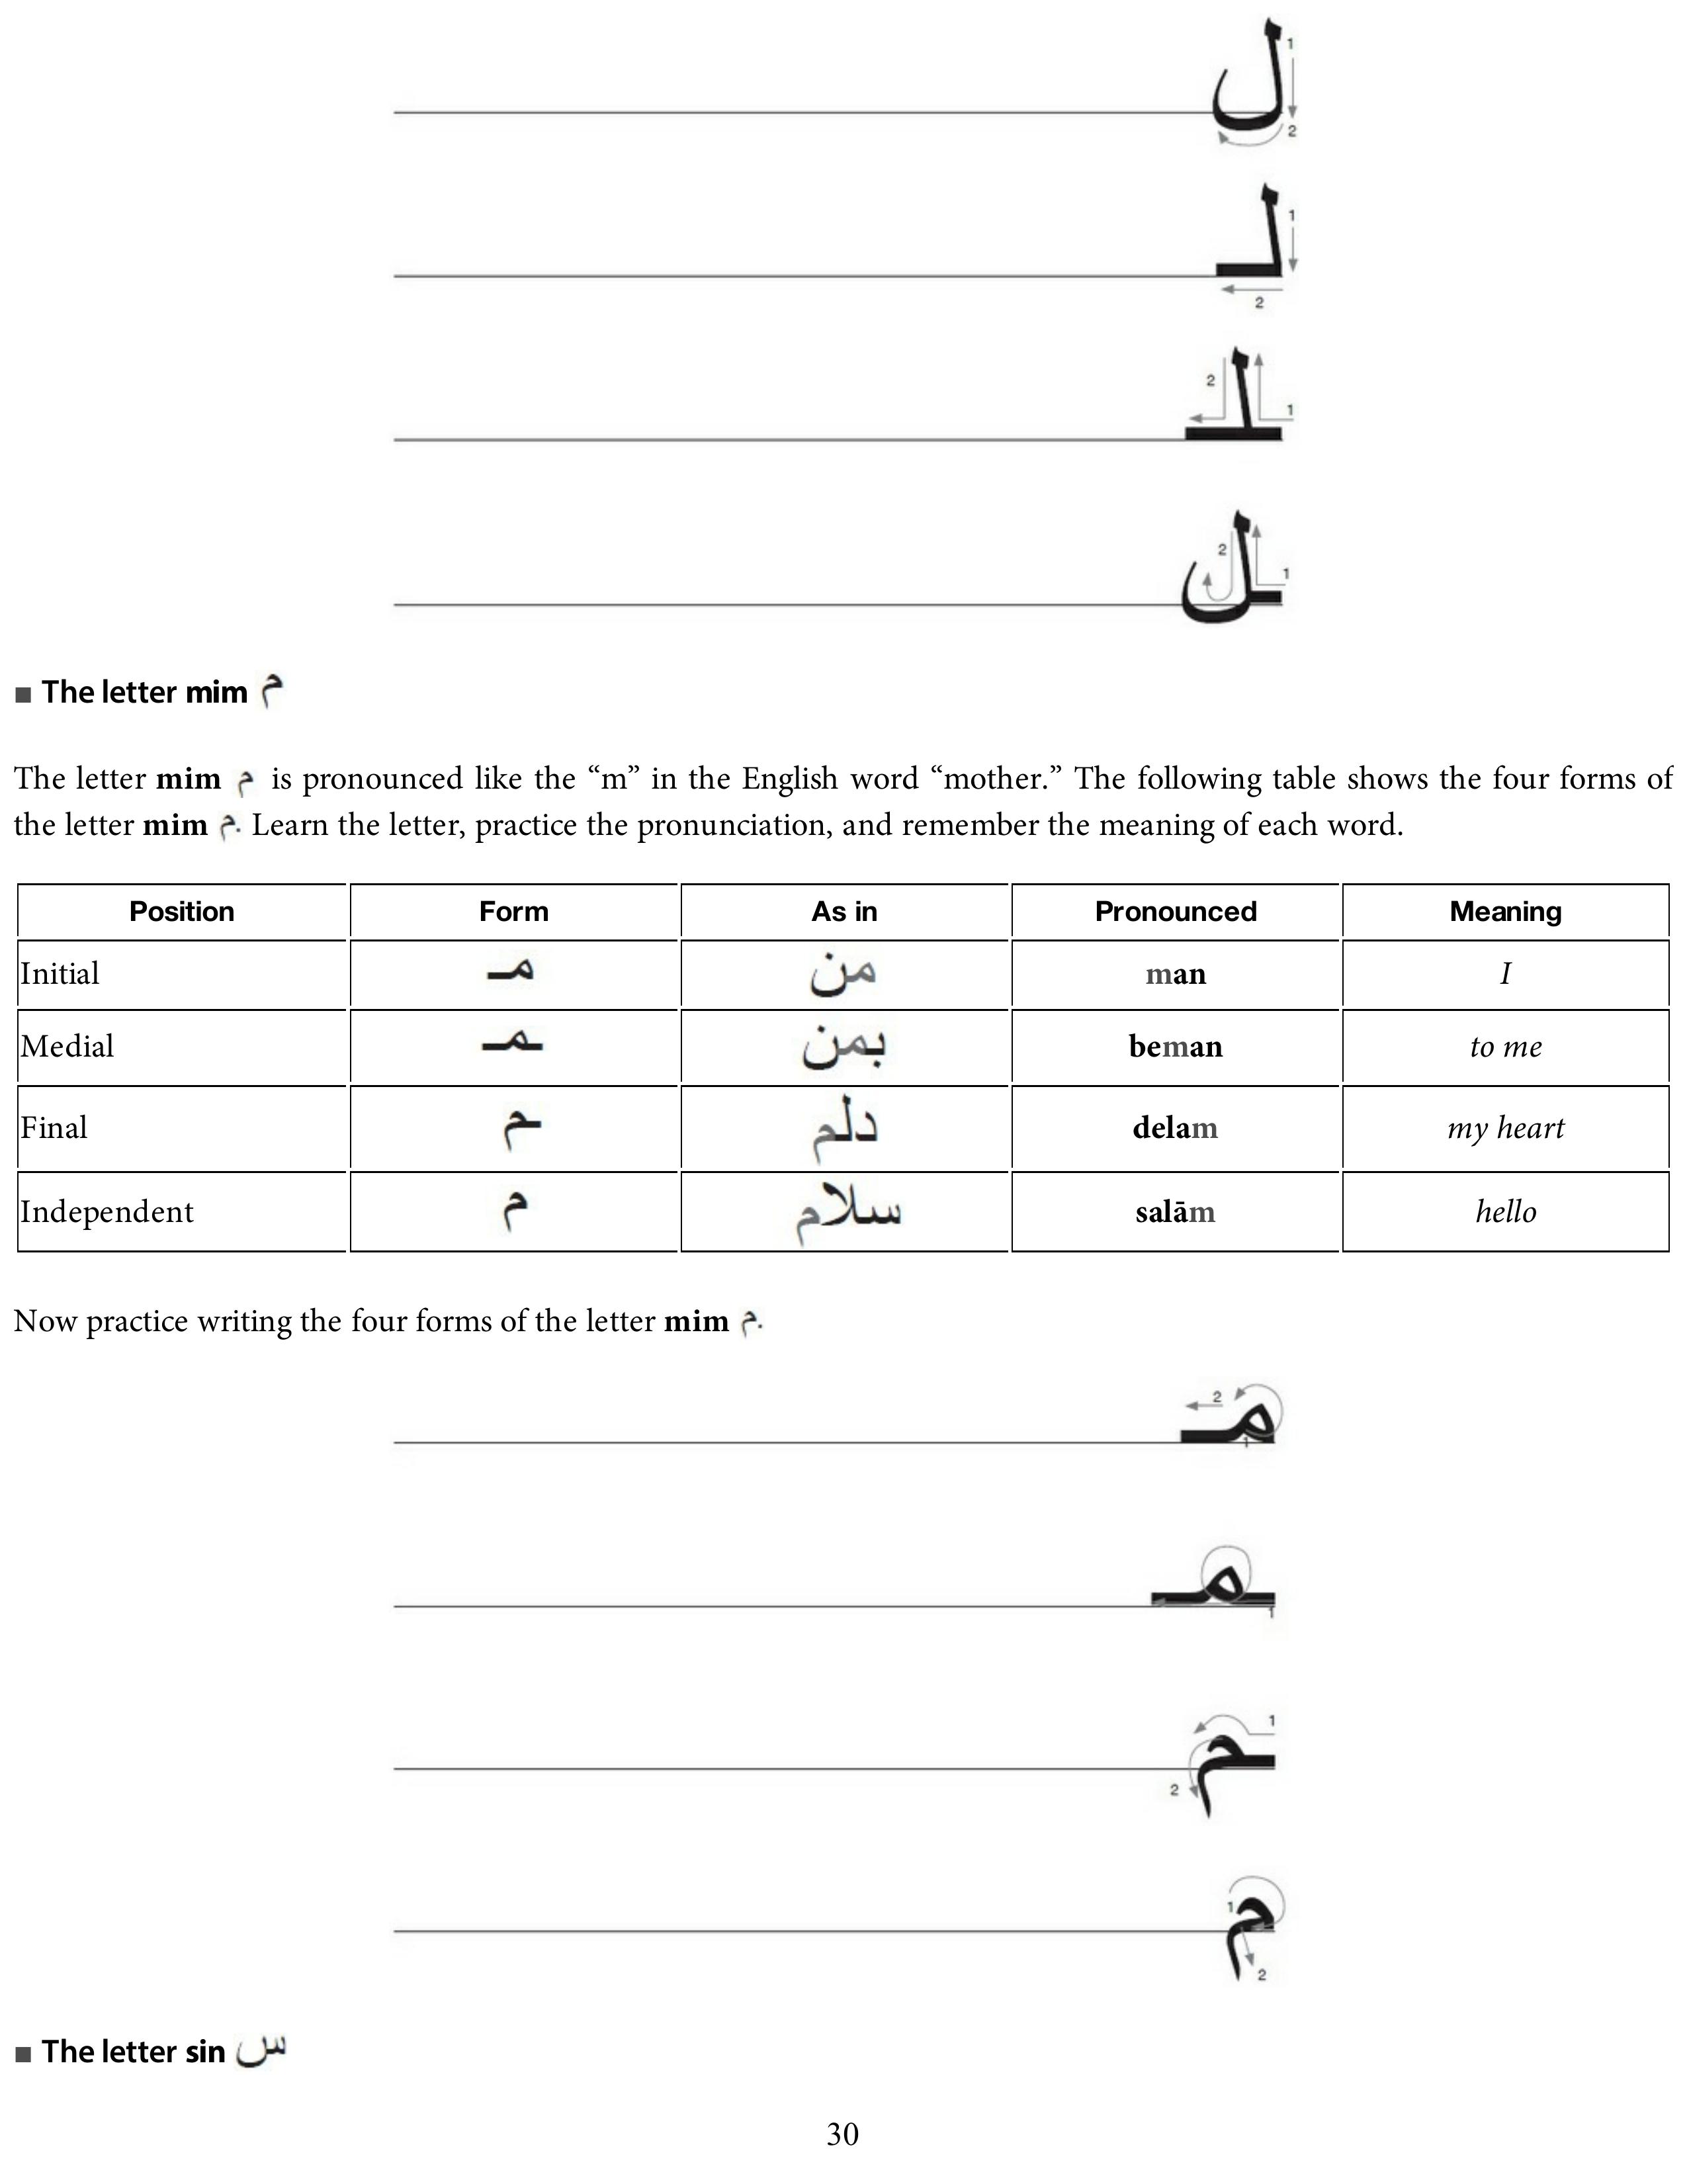 ل
1
2
لـ
1
2
ـلـ
2
1
ـل
2
1
■ The letter mim م
The letter mim م is pronounced like the “m” in the English word “mother.” The following table shows the four forms of
the letter mim م. Learn the letter, practice the pronunciation, and remember the meaning of each word.
Position Form As in Pronounced Meaning
Initial مـ من man I
Medial ـمـ بمن beman to me
Final ـم دلم delam my heart
Independent م سلام salām hello
Now practice writing the four forms of the letter mim م.
مـ
2
1
ـمـ
1
ـم
1
2
م
1
2
■ The letter sin س
30